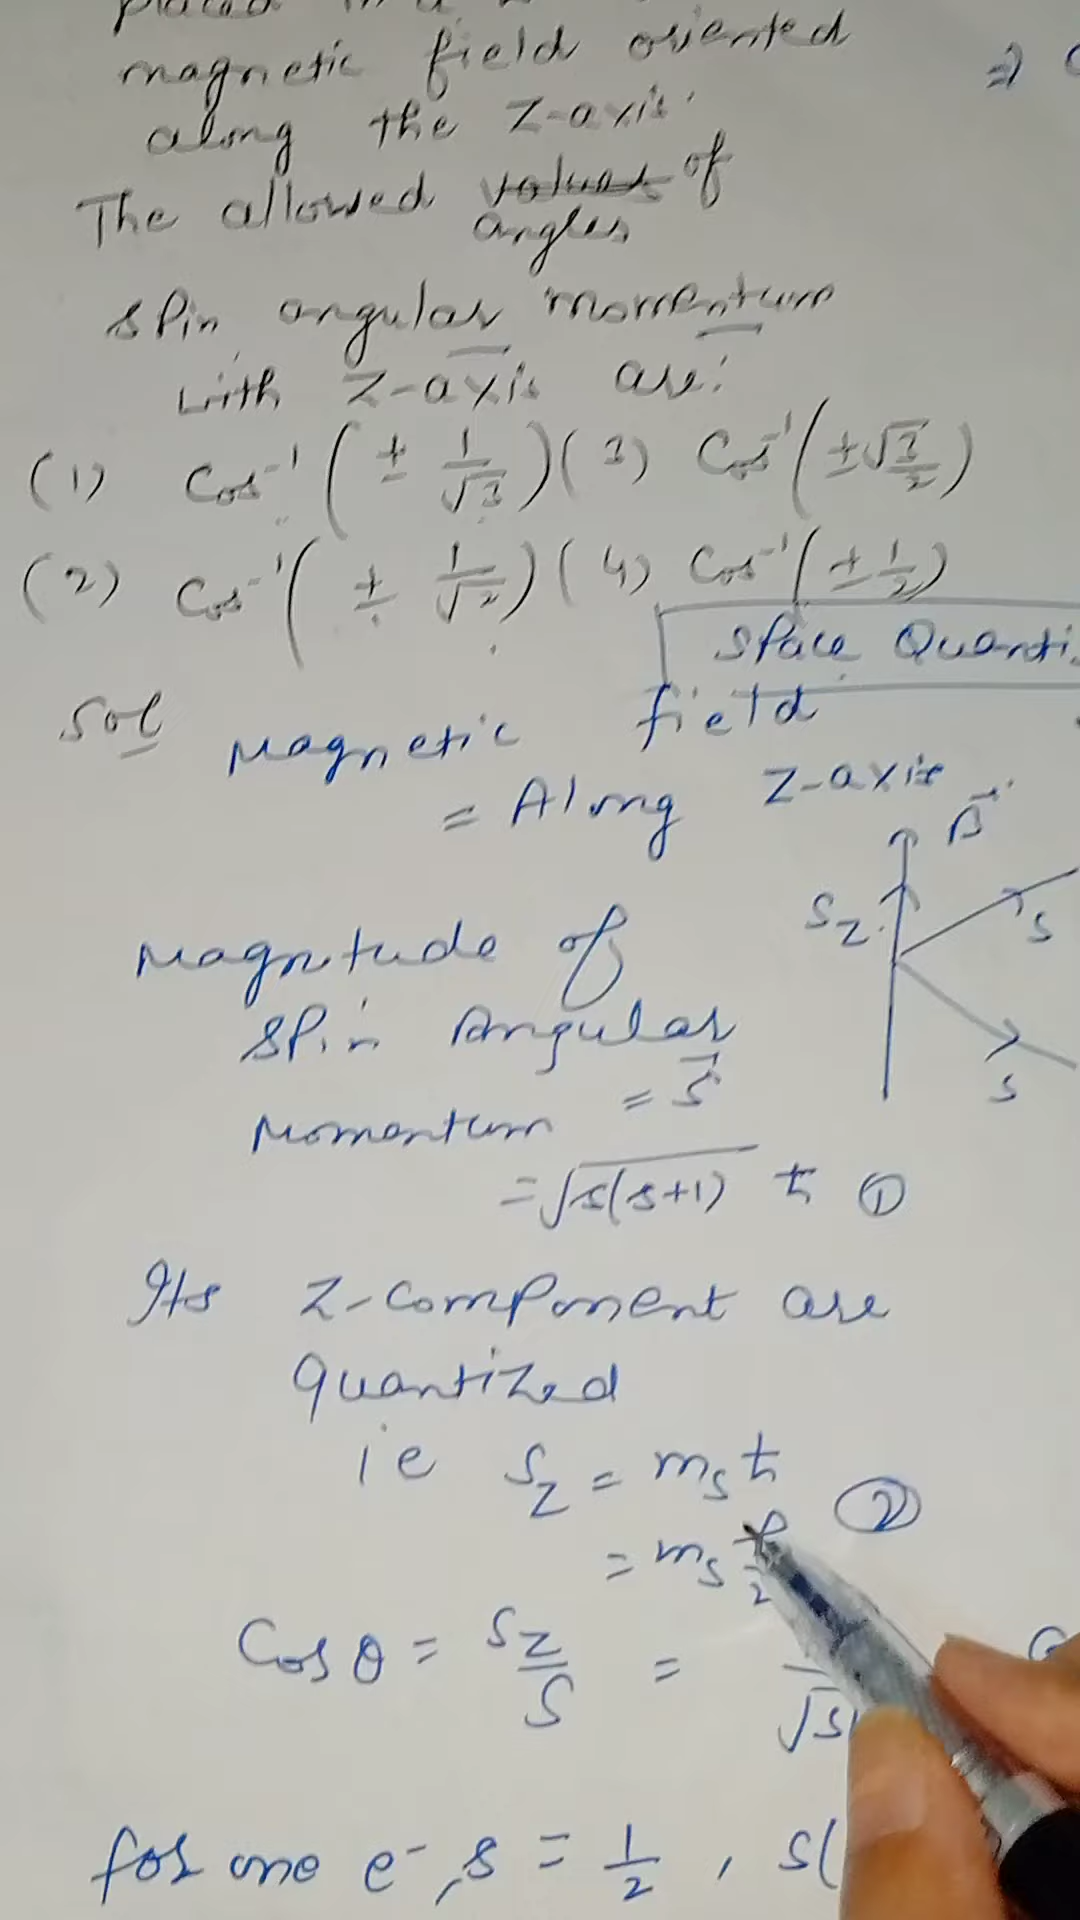 placed in a
magnetic field oriented
along the Z-axis.
The allowed values of
angles
spin angular momentum
with Z-axis are:
(1) Cos⁻¹(± 1/√3) (3) Cos⁻¹(±√3/2)
(2) Cos⁻¹(± 1/√2) (4) Cos⁻¹(± 1/2)
Space Quanti
Sol Magnetic field
= Along Z-axis
B⃗
Sz
S
S
Magnitude of
Spin Angular
Momentum = S⃗
= √s(s+1) ħ ①
Its Z-component are
quantized
ie Sz = ms ħ
②
Cos θ = Sz/S =
for one e⁻, s = 1/2, s(